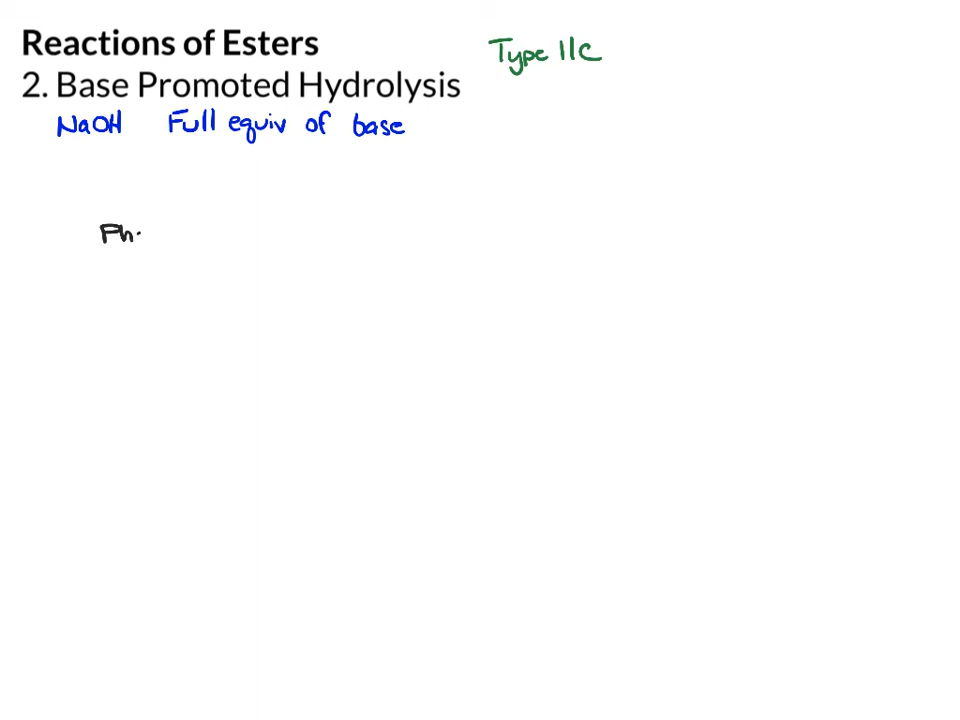 Reactions of Esters
Type IIC
2. Base Promoted Hydrolysis
NaOH Full equiv of base
Ph.